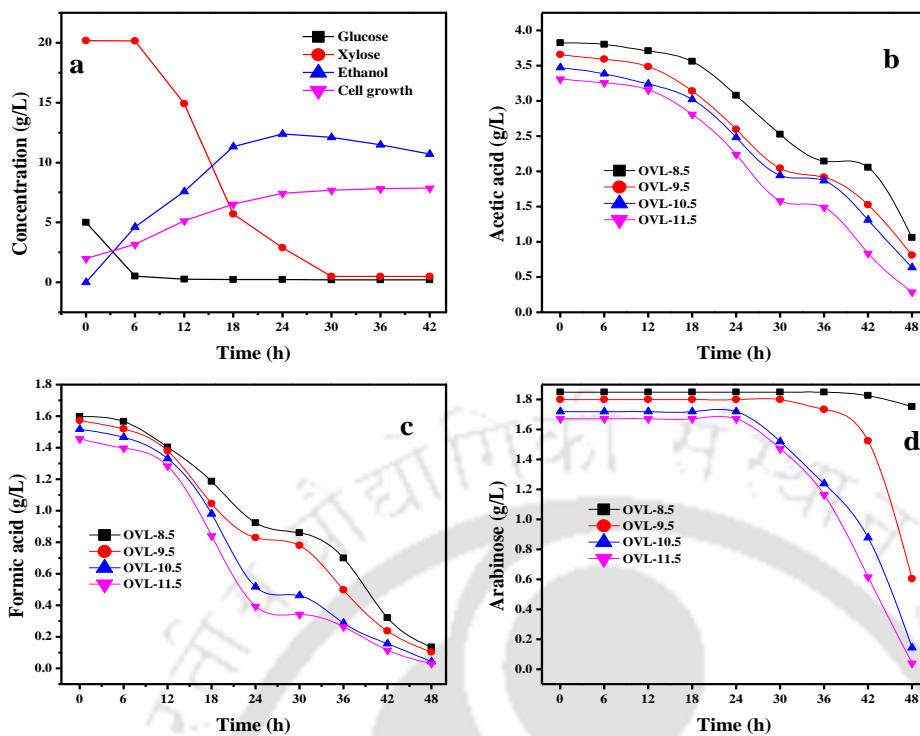 a
Glucose
Xylose
Ethanol
Cell growth
Concentration (g/L)
20
15
10
5
0
0 6 12 18 24 30 36 42
Time (h)
b
OVL-8.5
OVL-9.5
OVL-10.5
OVL-11.5
Acetic acid (g/L)
4.0
3.5
3.0
2.5
2.0
1.5
1.0
0.5
0.0
0 6 12 18 24 30 36 42 48
Time (h)
c
OVL-8.5
OVL-9.5
OVL-10.5
OVL-11.5
Formic acid (g/L)
1.8
1.6
1.4
1.2
1.0
0.8
0.6
0.4
0.2
0.0
0 6 12 18 24 30 36 42 48
Time (h)
d
OVL-8.5
OVL-9.5
OVL-10.5
OVL-11.5
Arabinose (g/L)
1.8
1.6
1.4
1.2
1.0
0.8
0.6
0.4
0.2
0.0
0 6 12 18 24 30 36 42 48
Time (h)